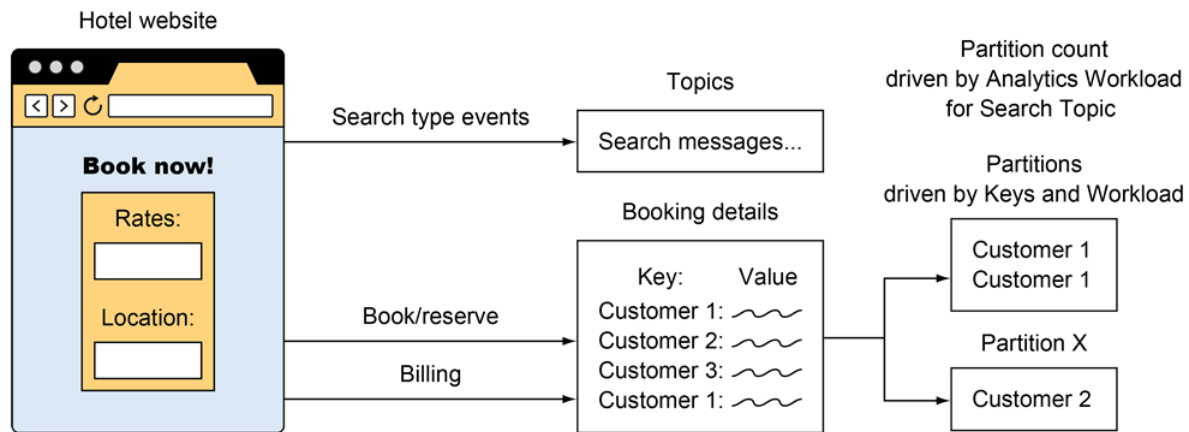 Hotel website
Book now!
Rates:
Location:
Search type events
Book/reserve
Billing
Topics
Search messages...
Booking details
Key: Value
Customer 1:
Customer 2:
Customer 3:
Customer 1:
Partition count
driven by Analytics Workload
for Search Topic
Partitions
driven by Keys and Workload
Customer 1
Customer 1
Partition X
Customer 2